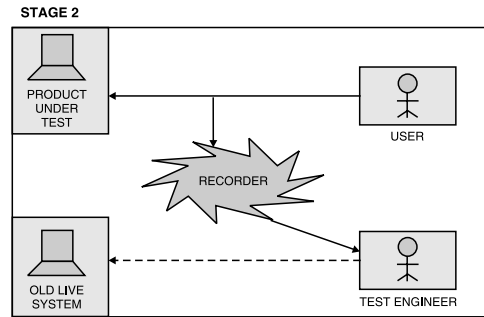 STAGE 2
PRODUCT
UNDER
TEST
USER
RECORDER
OLD LIVE
SYSTEM
TEST ENGINEER